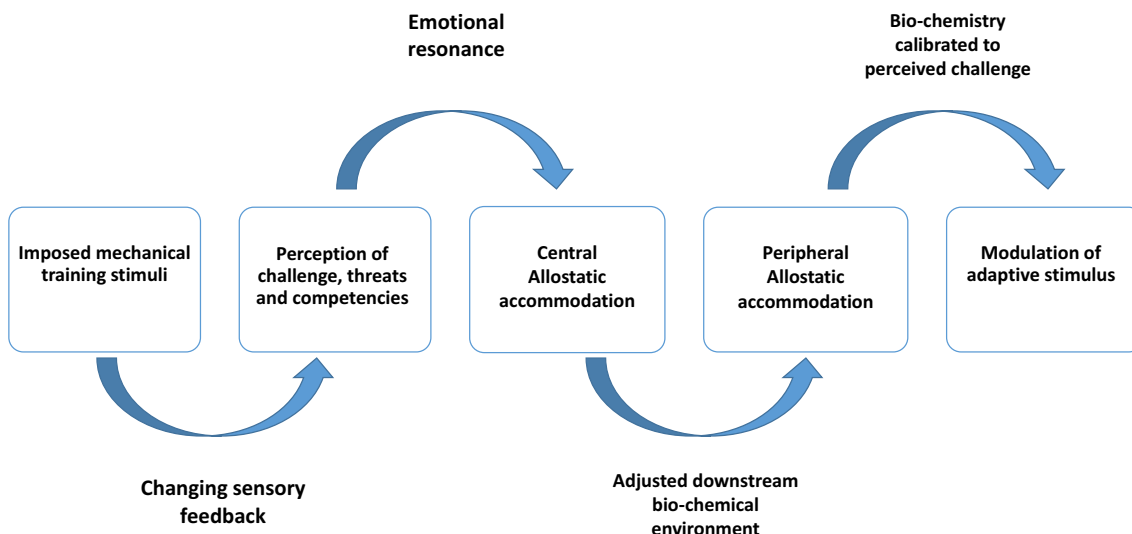 Emotional
resonance
Bio-chemistry
calibrated to
perceived challenge
Imposed mechanical
training stimuli
Perception of
challenge, threats
and competencies
Central
Allostatic
accommodation
Peripheral
Allostatic
accommodation
Modulation of
adaptive stimulus
Changing sensory
feedback
Adjusted downstream
bio-chemical
environment